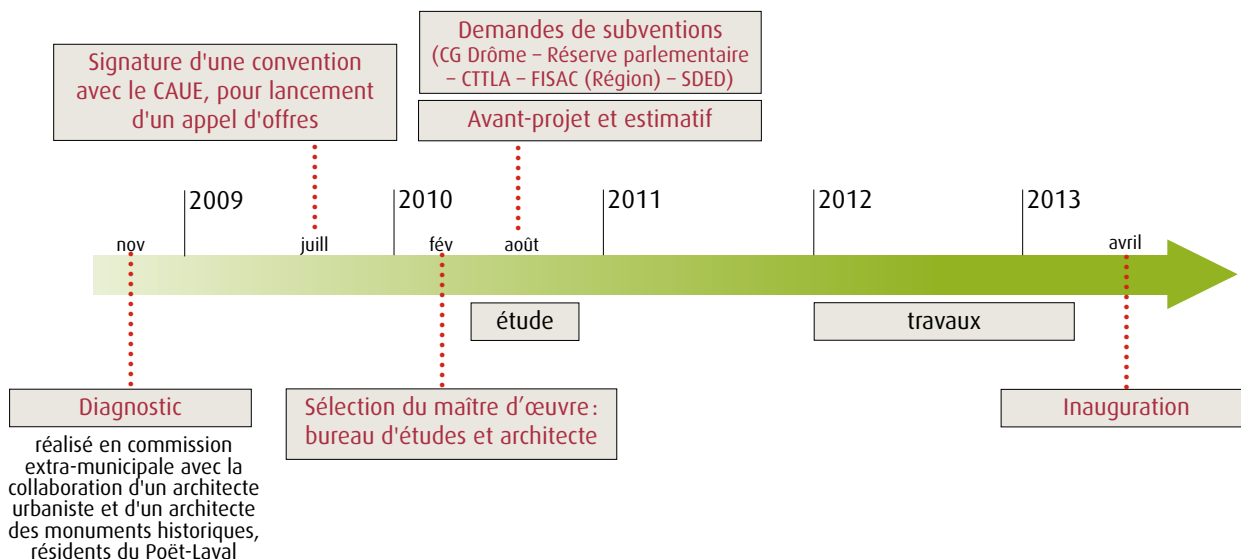 Demandes de subventions
(CG Drôme – Réserve parlementaire
– CTTLA – FISAC (Région) – SDED)
Signature d'une convention
avec le CAUE, pour lancement
d'un appel d'offres
Avant-projet et estimatif
2009
2010
2011
2012
2013
nov
juill
fév
août
avril
étude
travaux
Diagnostic
réalisé en commission
extra-municipale avec la
collaboration d'un architecte
urbaniste et d'un architecte
des monuments historiques,
résidents du Poët-Laval
Sélection du maître d'œuvre:
bureau d'études et architecte
Inauguration